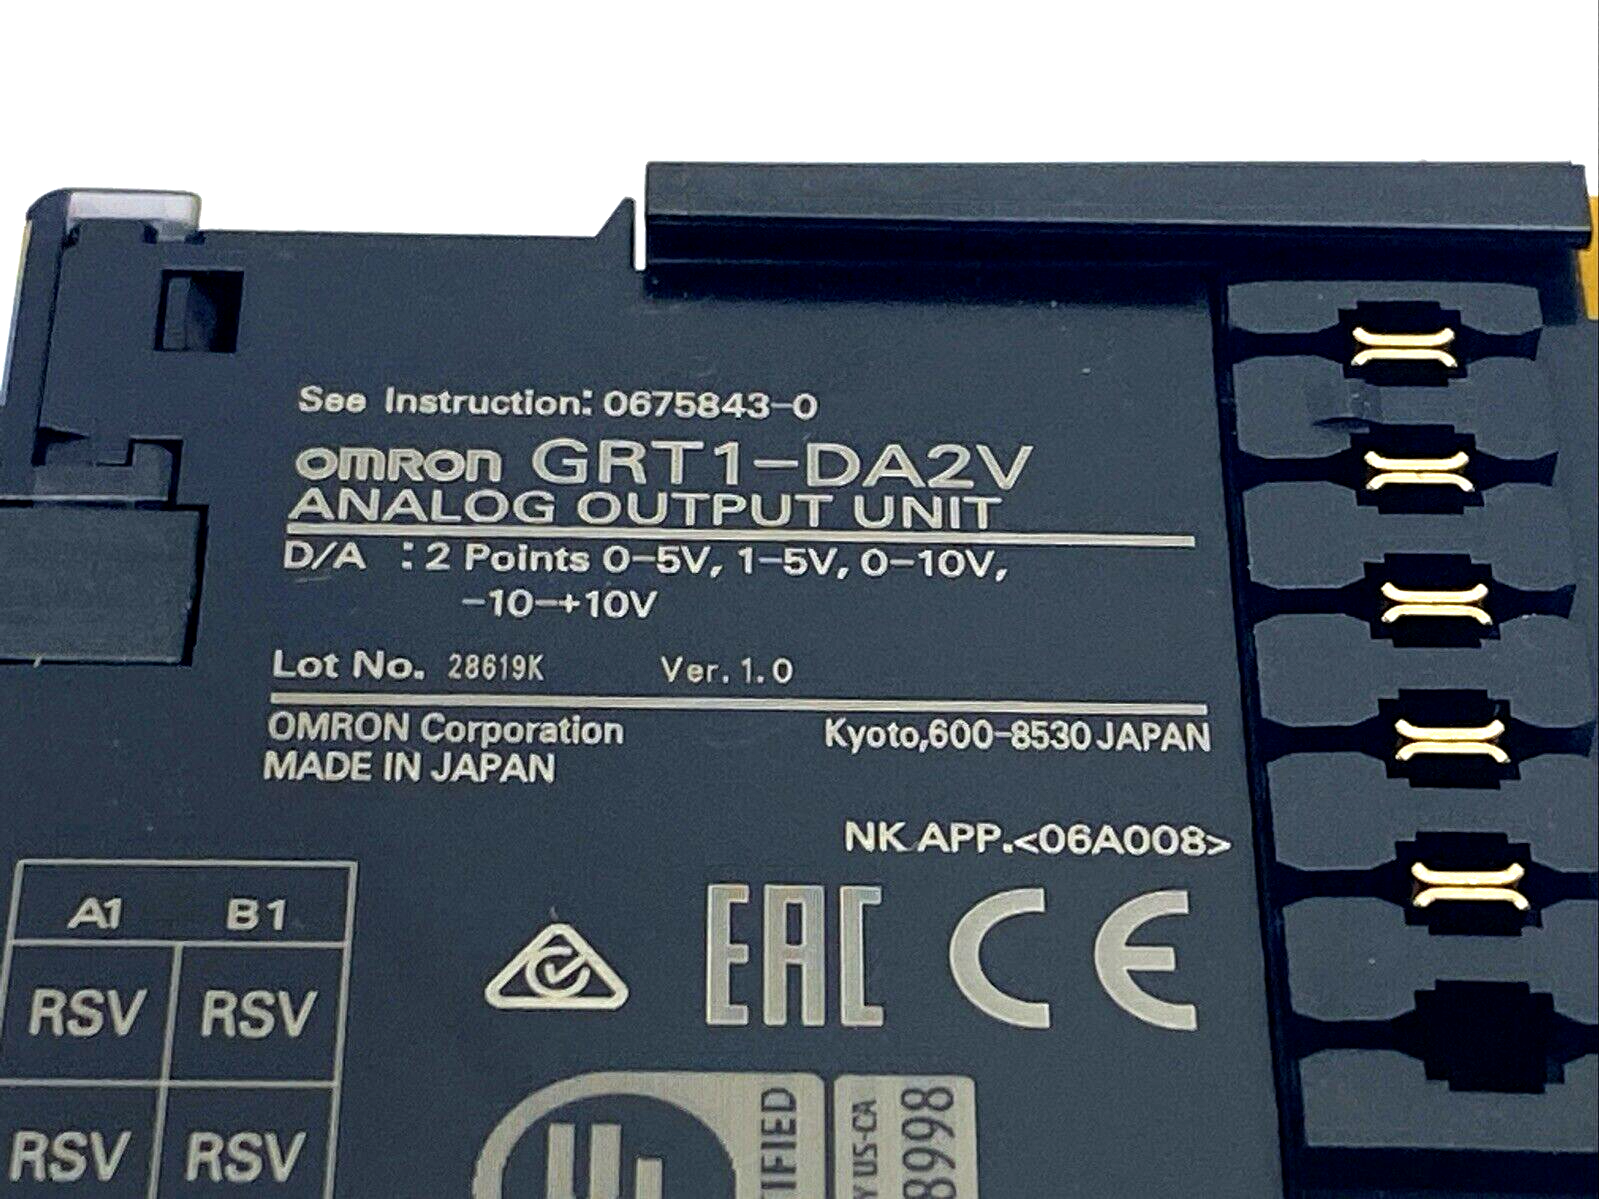 See Instruction: 0675843-0
omron GRT1-DA2V
ANALOG OUTPUT UNIT
D/A : 2 Points 0-5V, 1-5V, 0-10V,
-10-+10V
Lot No. 28619K Ver. 1.0
OMRON Corporation Kyoto,600-8530 JAPAN
MADE IN JAPAN
NK APP.<06A008>
A1 B1
RSV RSV
RSV RSV
EAC CE
UL